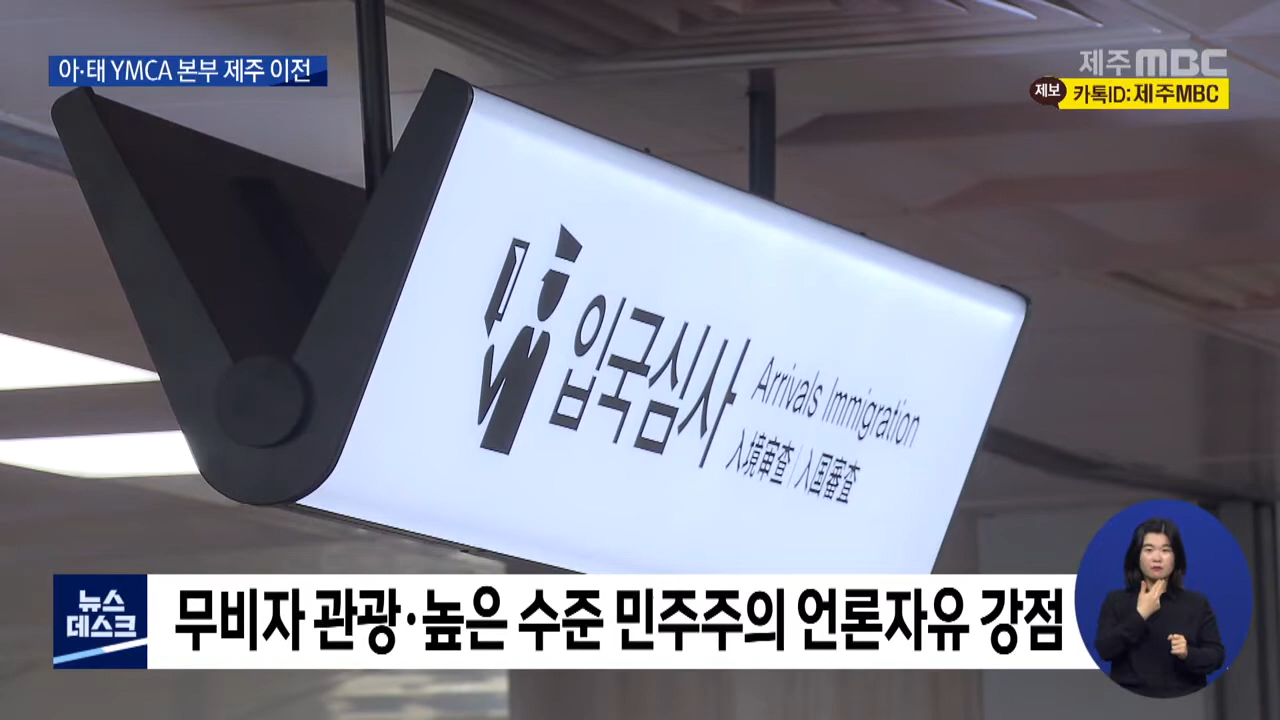 아·태 YMCA 본부 제주 이전
제주MBC
제보 카톡ID: 제주MBC
입국심사
Arrivals Immigration
入境审查 | 入国審査
뉴스
데스크
무비자 관광·높은 수준 민주주의 언론자유 강점